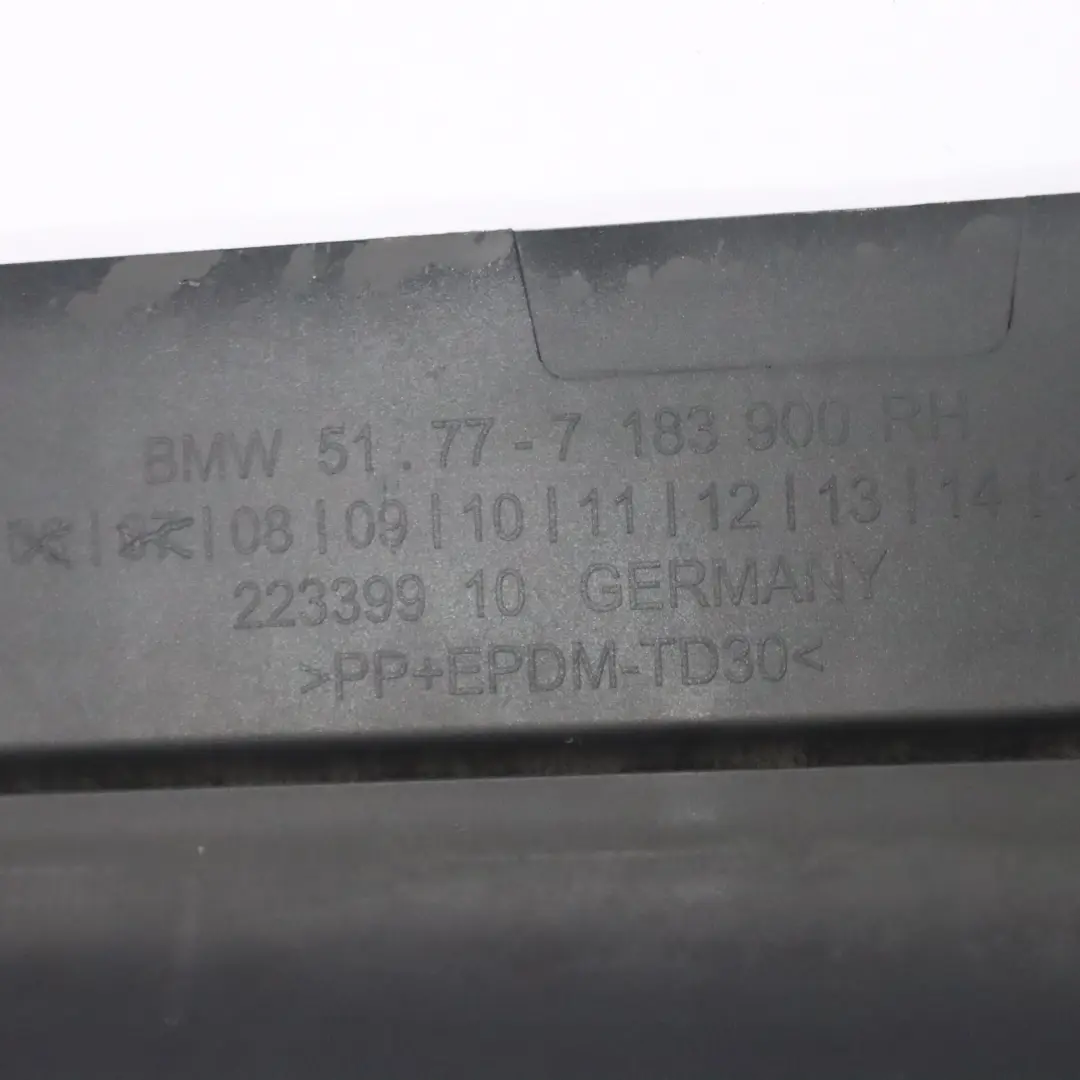 BMW 51.77-7 183 900 RH
| 08 | 09 | 10 | 11 | 12 | 13 | 14 |
223399 10 GERMANY
>PP+EPDM-TD30<